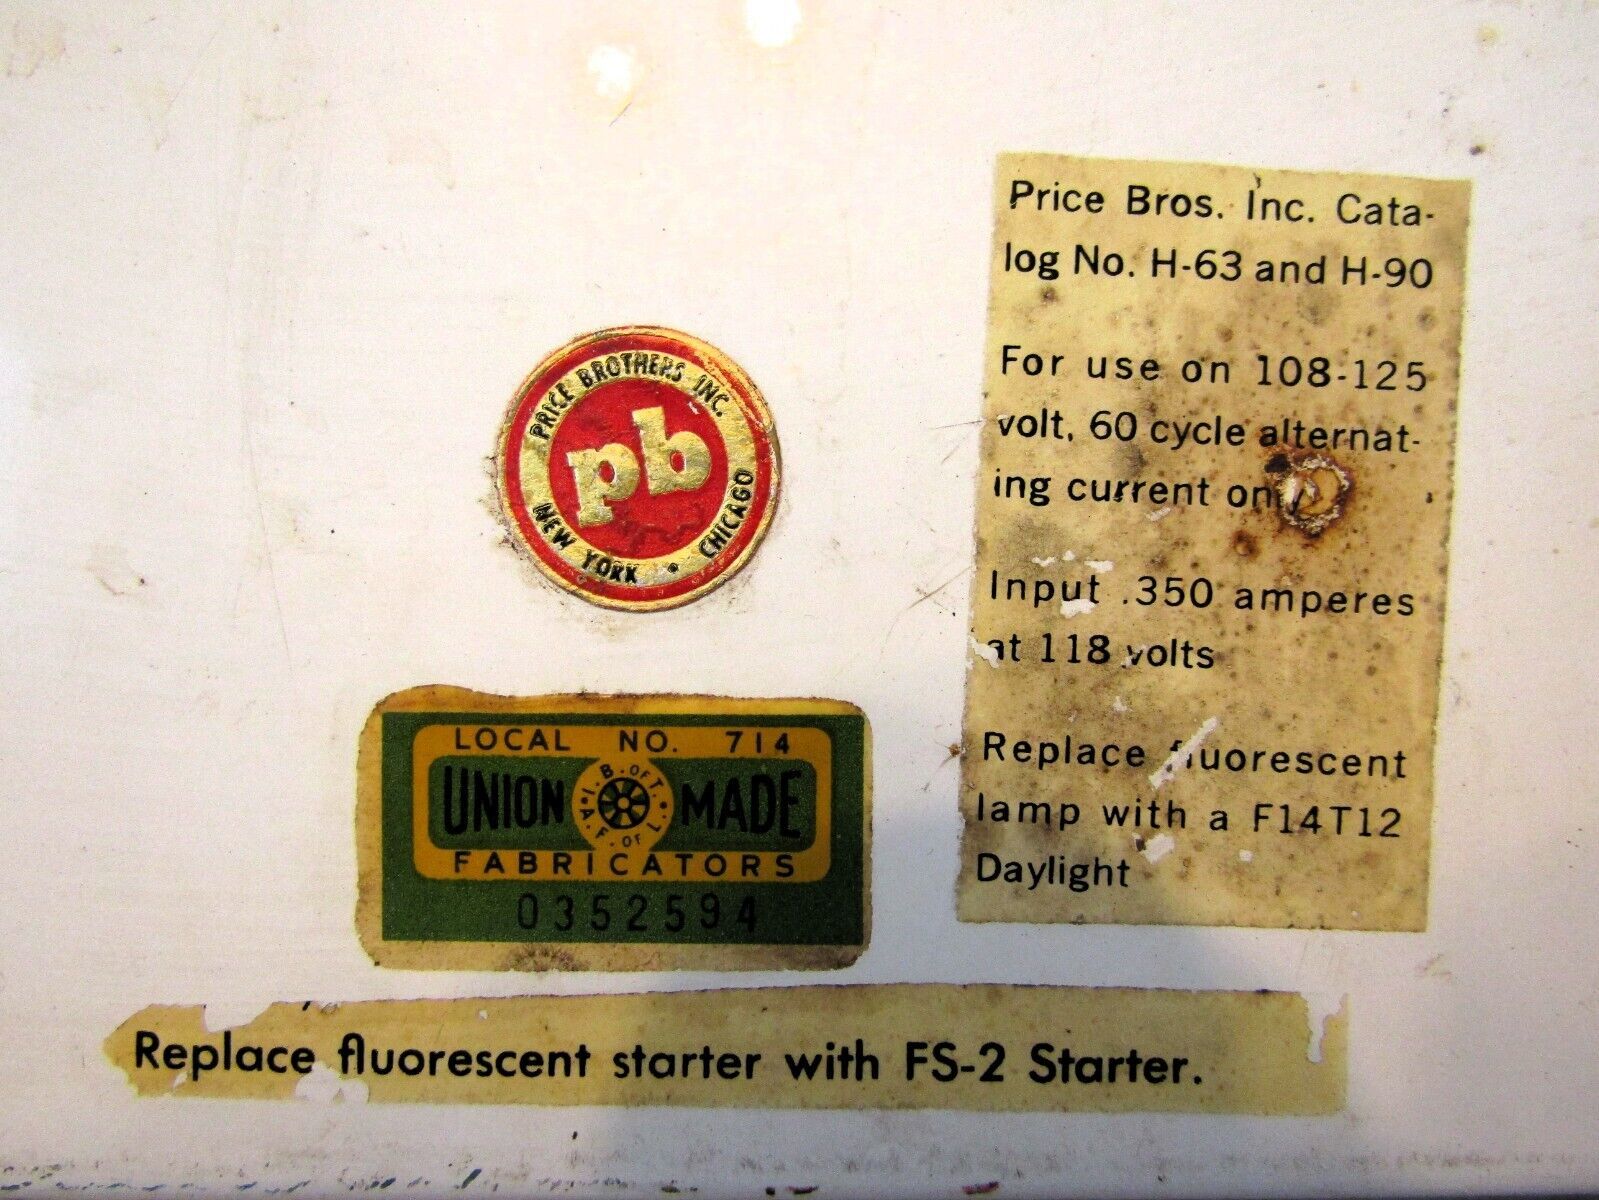 Price Bros. Inc. Cata-
log No. H-63 and H-90
For use on 108-125
volt, 60 cycle alternat-
ing current only
Input .350 amperes
at 118 volts
Replace fluorescent
lamp with a F14T12
Daylight
PRICE BROTHERS INC.
pb
NEW YORK • CHICAGO
LOCAL NO. 714
UNION MADE
I.B. OF T.
A.F. OF L.
FABRICATORS
0352594
Replace fluorescent starter with FS-2 Starter.